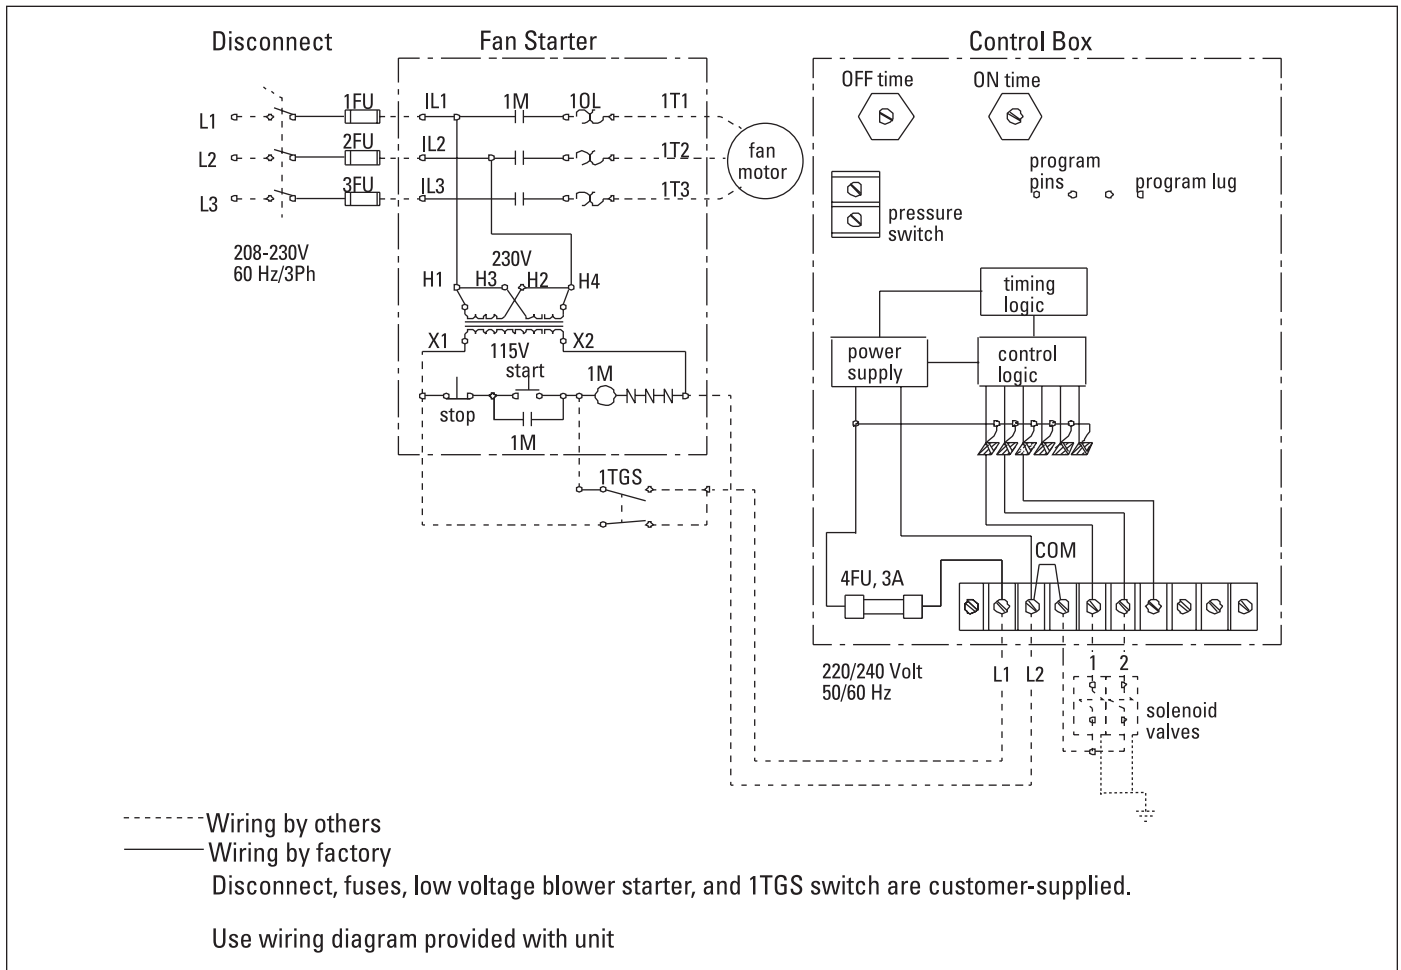 Disconnect
Fan Starter
Control Box
OFF time
ON time
L1
1FU
IL1
1M
1OL
1T1
L2
2FU
IL2
1T2
fan
motor
L3
3FU
IL3
1T3
program
pins
program lug
pressure
switch
208-230V
60 Hz/3Ph
230V
H1
H3
H2
H4
timing
logic
X1
115V
X2
power
supply
control
logic
start
1M
stop
1M
1TGS
COM
4FU, 3A
220/240 Volt
50/60 Hz
L1
L2
1
2
solenoid
valves
Wiring by others
Wiring by factory
Disconnect, fuses, low voltage blower starter, and 1TGS switch are customer-supplied.
Use wiring diagram provided with unit